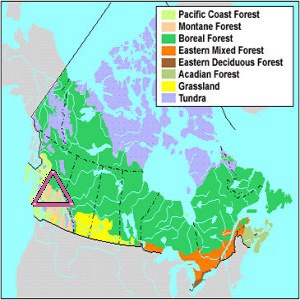 Pacific Coast Forest
Montane Forest
Boreal Forest
Eastern Mixed Forest
Eastern Deciduous Forest
Acadian Forest
Grassland
Tundra